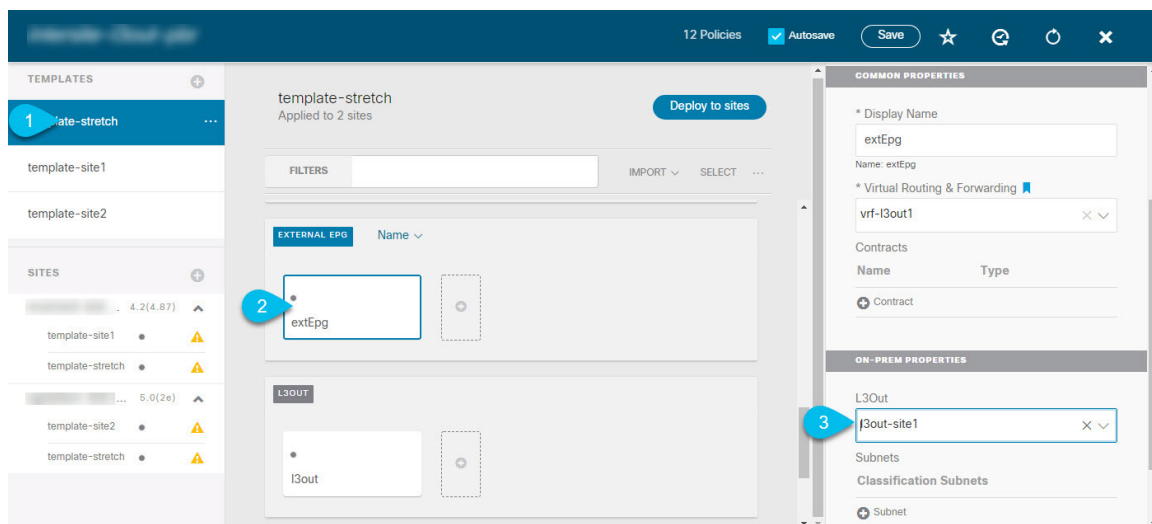 12 Policies
Autosave
Save
TEMPLATES
1
late-stretch
...
template-site1
template-site2
SITES
4.2(4.87)
template-site1
template-stretch
... 5.0(2e)
template-site2
template-stretch
template-stretch
Applied to 2 sites
Deploy to sites
FILTERS
IMPORT
SELECT
...
EXTERNAL EPG
Name
2
extEpg
L3OUT
l3out
COMMON PROPERTIES
* Display Name
extEpg
Name: extEpg
* Virtual Routing & Forwarding
vrf-l3out1
Contracts
Name Type
Contract
ON-PREM PROPERTIES
L3Out
3
l3out-site1
Subnets
Classification Subnets
Subnet